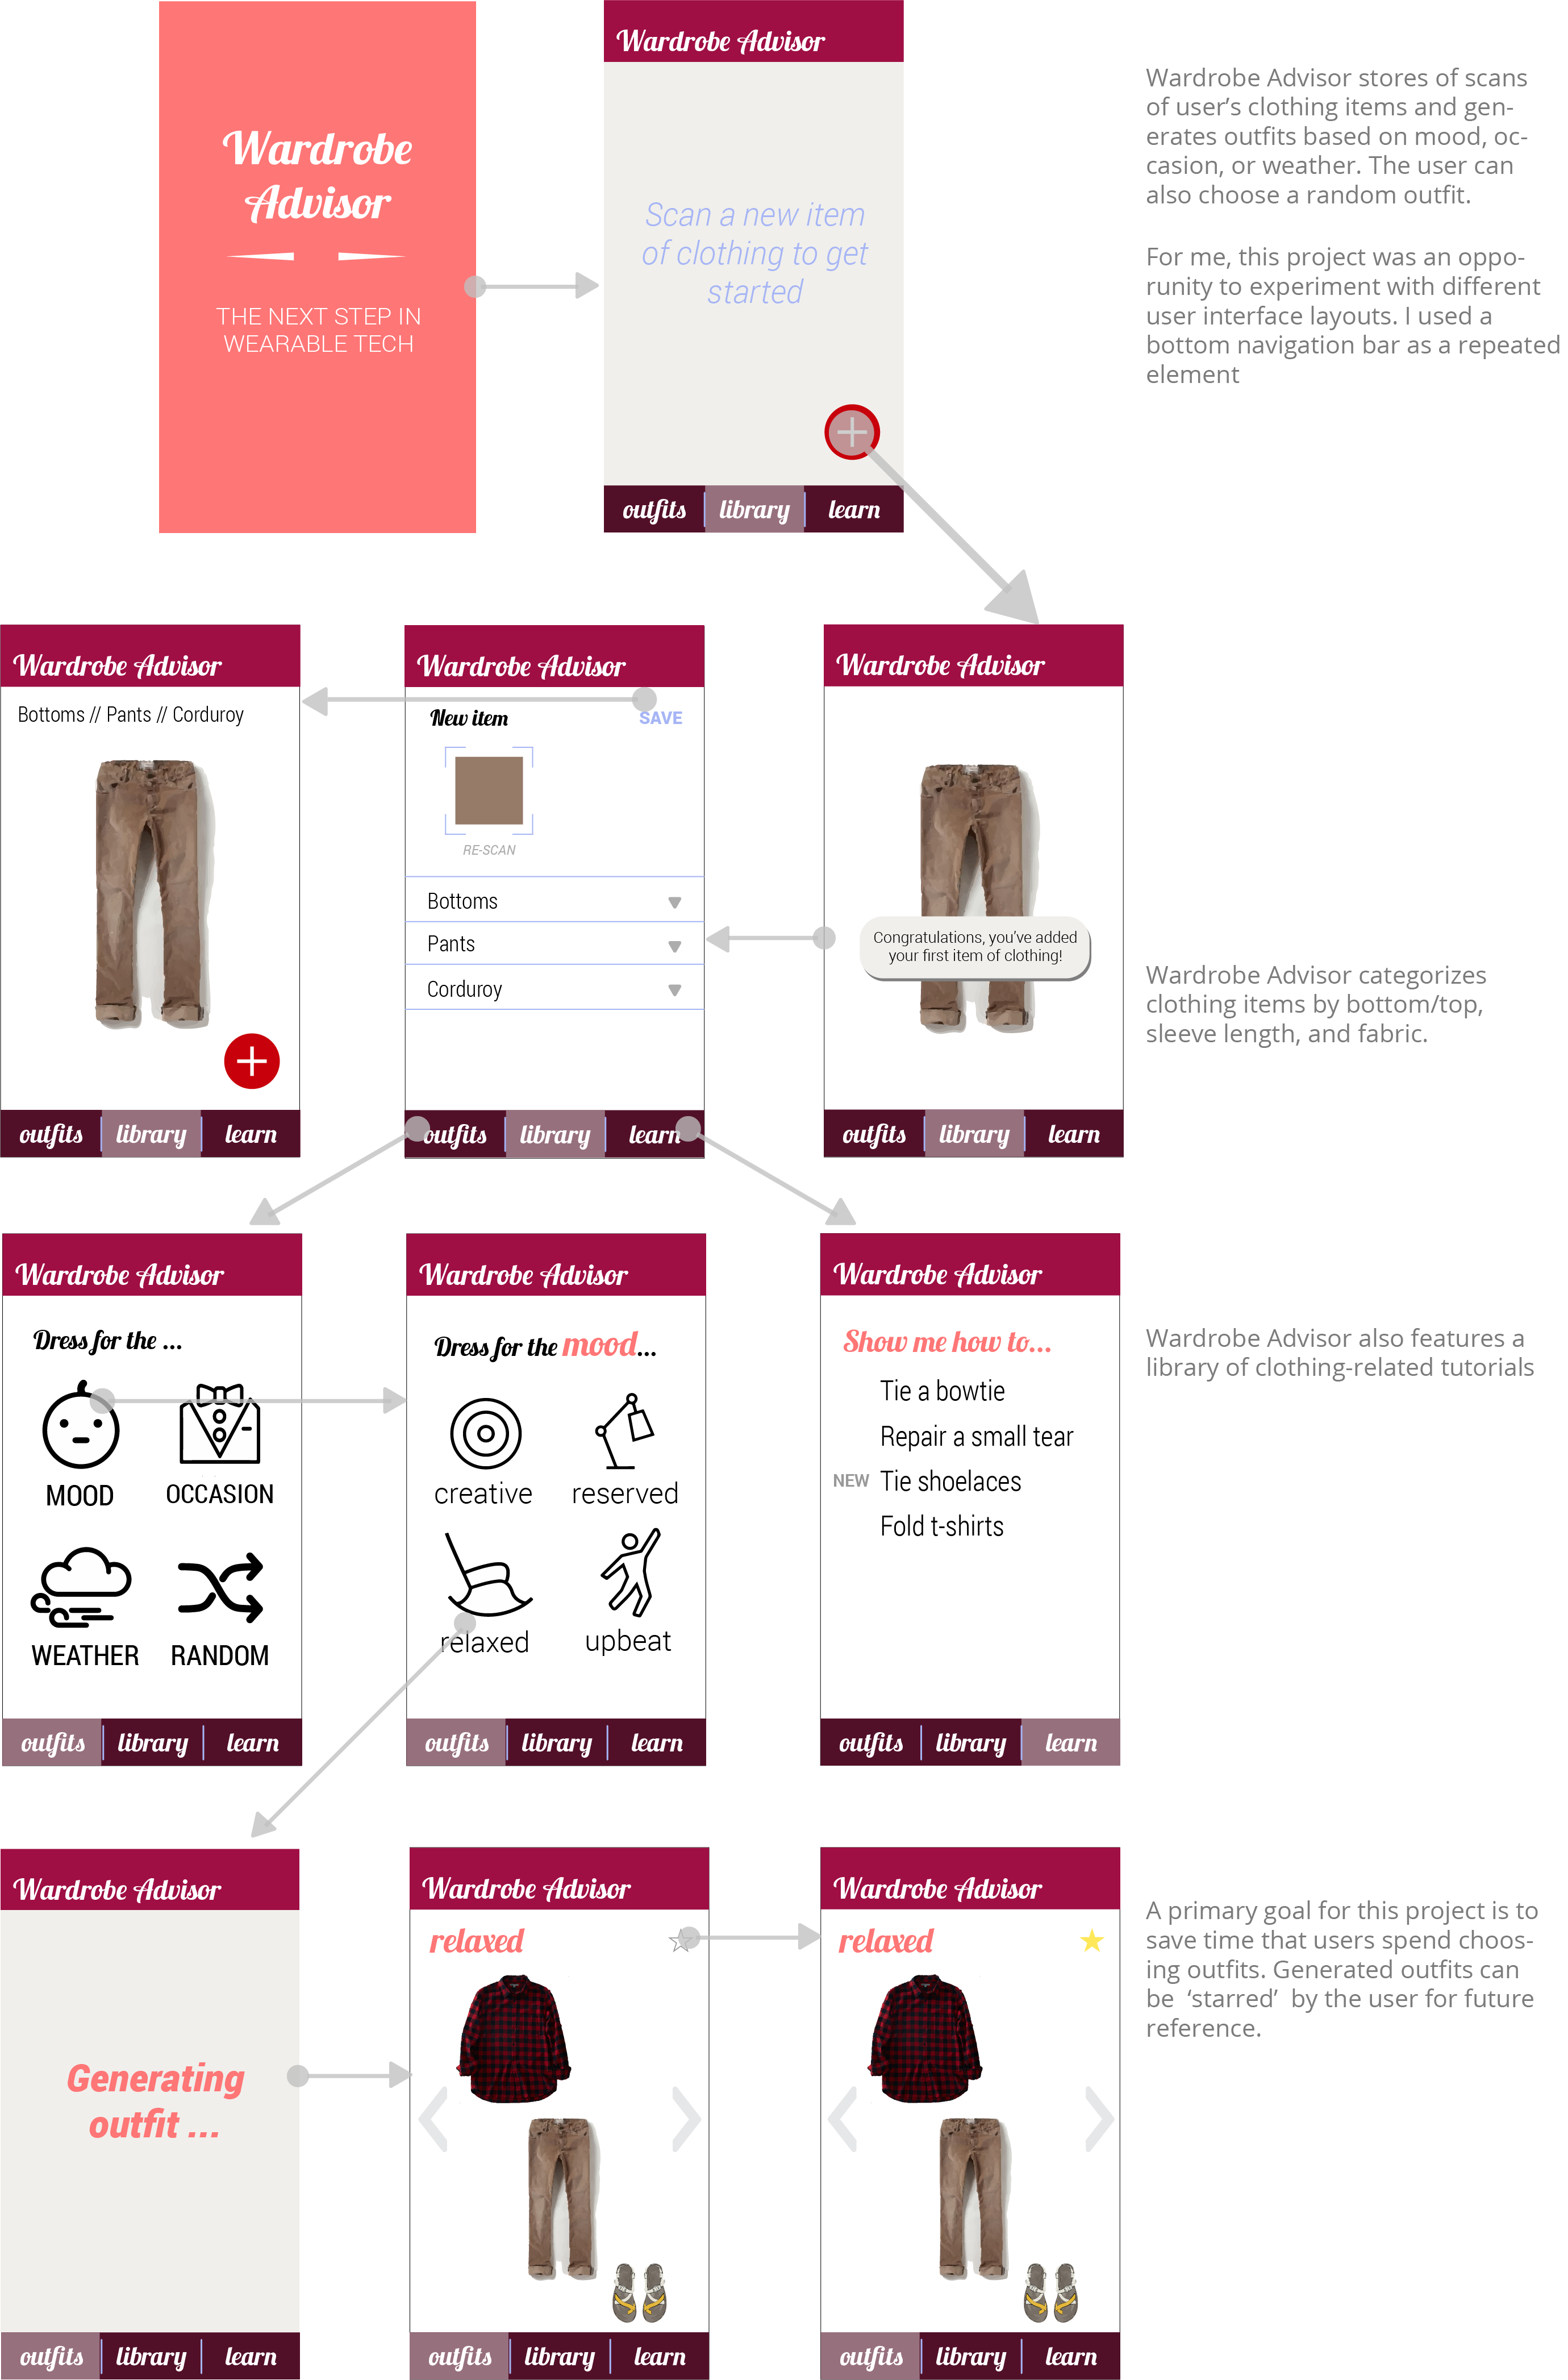 Wardrobe
Advisor
THE NEXT STEP IN
WEARABLE TECH
Wardrobe Advisor
Scan a new item
of clothing to get
started
outfits library learn
Wardrobe Advisor stores of scans
of user's clothing items and gen-
erates outfits based on mood, oc-
casion, or weather. The user can
also choose a random outfit.
For me, this project was an oppo-
runity to experiment with different
user interface layouts. I used a
bottom navigation bar as a repeated
element
Wardrobe Advisor
Bottoms // Pants // Corduroy
outfits library learn
Wardrobe Advisor
New item
SAVE
RE-SCAN
Bottoms
Pants
Corduroy
outfits library learn
Wardrobe Advisor
Congratulations, you've added
your first item of clothing!
outfits library learn
Wardrobe Advisor categorizes
clothing items by bottom/top,
sleeve length, and fabric.
Wardrobe Advisor
Dress for the ...
MOOD
OCCASION
WEATHER
RANDOM
outfits library learn
Wardrobe Advisor
Dress for the mood...
creative
reserved
relaxed
upbeat
outfits library learn
Wardrobe Advisor
Show me how to...
Tie a bowtie
Repair a small tear
NEW Tie shoelaces
Fold t-shirts
outfits library learn
Wardrobe Advisor also features a
library of clothing-related tutorials
Wardrobe Advisor
Generating
outfit ...
outfits library learn
Wardrobe Advisor
relaxed
outfits library learn
Wardrobe Advisor
relaxed
outfits library learn
A primary goal for this project is to
save time that users spend choos-
ing outfits. Generated outfits can
be  'starred'  by the user for future
reference.